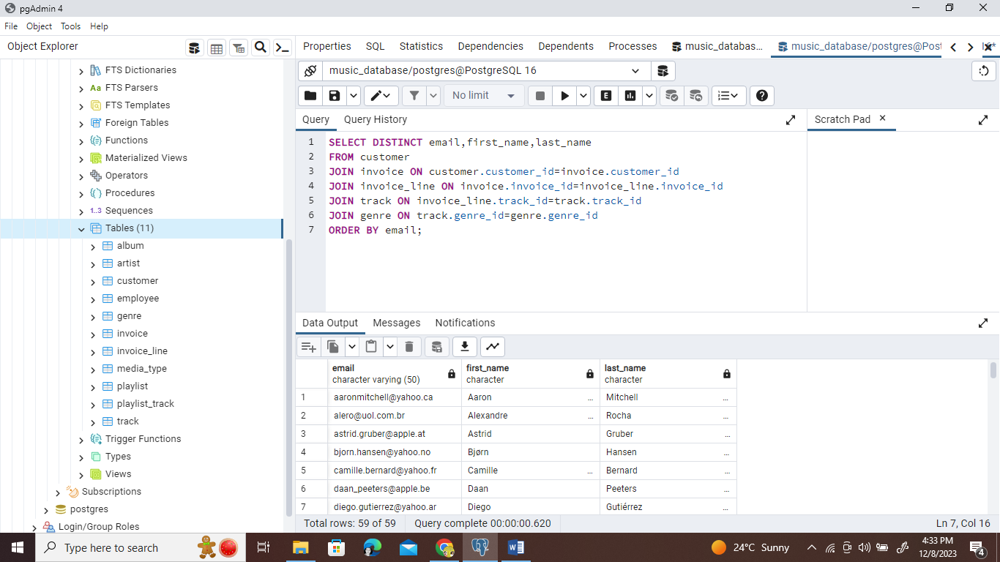 pgAdmin 4
File Object Tools Help
Object Explorer
FTS Dictionaries
Aa FTS Parsers
FTS Templates
Foreign Tables
Functions
Materialized Views
Operators
Procedures
1..3 Sequences
Tables (11)
album
artist
customer
employee
genre
invoice
invoice_line
media_type
playlist
playlist_track
track
Trigger Functions
Types
Views
Subscriptions
postgres
Login/Group Roles
Properties SQL Statistics Dependencies Dependents Processes music_databas... music_database/postgres@Post
music_database/postgres@PostgreSQL 16
No limit E
Query Query History
Scratch Pad
1 SELECT DISTINCT email,first_name,last_name
2 FROM customer
3 JOIN invoice ON customer.customer_id=invoice.customer_id
4 JOIN invoice_line ON invoice.invoice_id=invoice_line.invoice_id
5 JOIN track ON invoice_line.track_id=track.track_id
6 JOIN genre ON track.genre_id=genre.genre_id
7 ORDER BY email;
Data Output Messages Notifications
email first_name last_name
character varying (50) character character
1 aaronmitchell@yahoo.ca Aaron ... Mitchell ...
2 alero@uol.com.br Alexandre ... Rocha ...
3 astrid.gruber@apple.at Astrid Gruber ...
4 bjorn.hansen@yahoo.no Bjørn Hansen ...
5 camille.bernard@yahoo.fr Camille ... Bernard ...
6 daan_peeters@apple.be Daan Peeters ...
7 diego.gutierrez@yahoo.ar Diego Gutiérrez ...
Total rows: 59 of 59 Query complete 00:00:00.620 Ln 7, Col 16
Type here to search
24°C Sunny
4:33 PM
12/8/2023
4